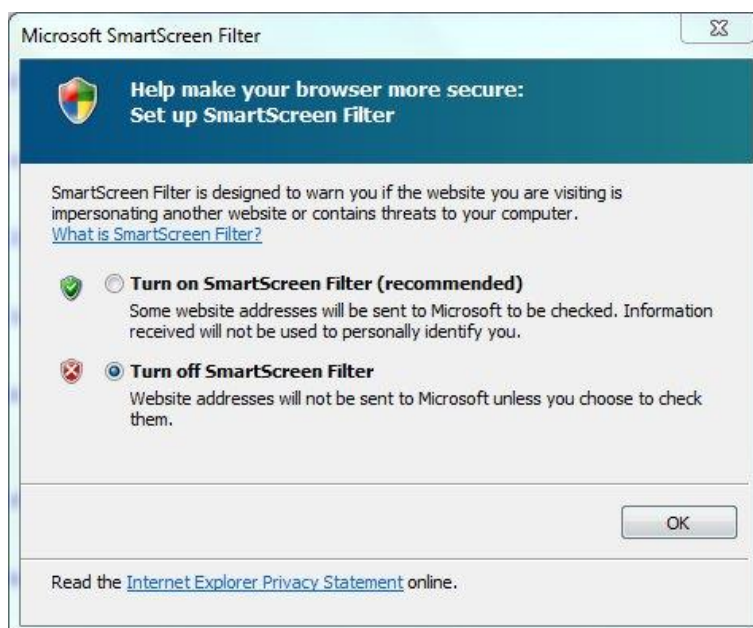 Microsoft SmartScreen Filter
Help make your browser more secure:
Set up SmartScreen Filter
SmartScreen Filter is designed to warn you if the website you are visiting is
impersonating another website or contains threats to your computer.
What is SmartScreen Filter?
Turn on SmartScreen Filter (recommended)
Some website addresses will be sent to Microsoft to be checked. Information
received will not be used to personally identify you.
Turn off SmartScreen Filter
Website addresses will not be sent to Microsoft unless you choose to check
them.
OK
Read the Internet Explorer Privacy Statement online.